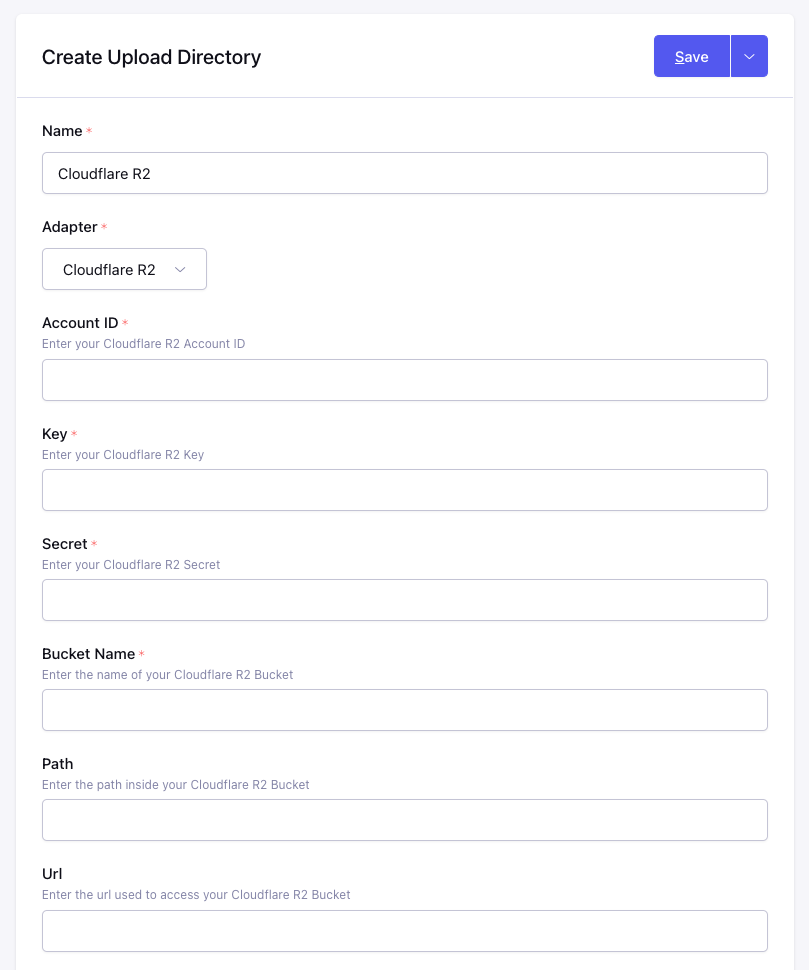 Create Upload Directory
Save
Name *
Cloudflare R2
Adapter *
Cloudflare R2
Account ID *
Enter your Cloudflare R2 Account ID
Key *
Enter your Cloudflare R2 Key
Secret *
Enter your Cloudflare R2 Secret
Bucket Name *
Enter the name of your Cloudflare R2 Bucket
Path
Enter the path inside your Cloudflare R2 Bucket
Url
Enter the url used to access your Cloudflare R2 Bucket